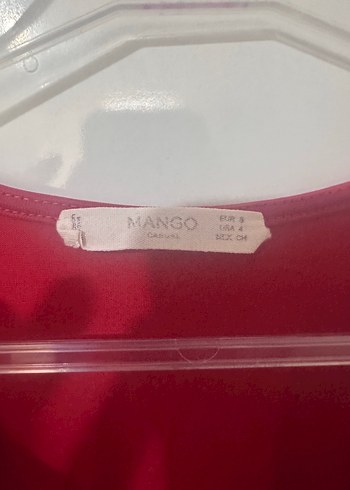 MANGO
CASUAL
EUR S
USA 4
MEX CH